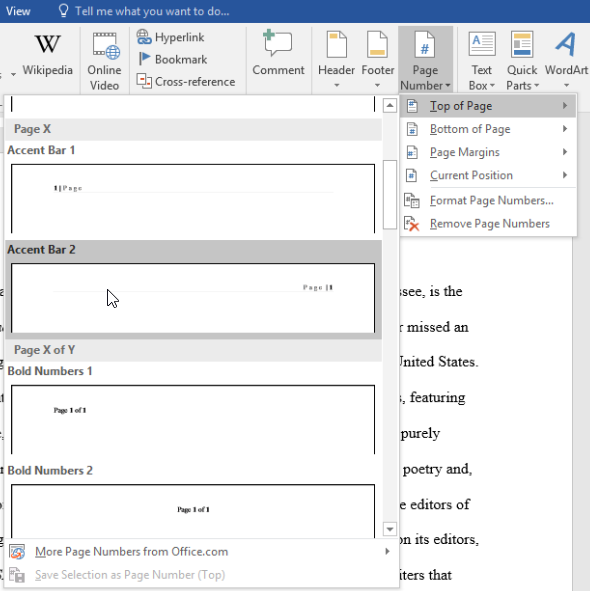 View Tell me what you want to do...
Wikipedia
Online Video
Hyperlink
Bookmark
Cross-reference
Comment
Header
Footer
Page Number
Text Box
Quick Parts
WordArt
Top of Page
Bottom of Page
Page Margins
Current Position
Format Page Numbers...
Remove Page Numbers
Page X
Accent Bar 1
1 | Page
Accent Bar 2
Page | 1
Page X of Y
Bold Numbers 1
Page 1 of 1
Bold Numbers 2
Page 1 of 1
More Page Numbers from Office.com
Save Selection as Page Number (Top)
ssee, is the
r missed an
United States.
s, featuring
purely
poetry and,
e editors of
on its editors,
iters that